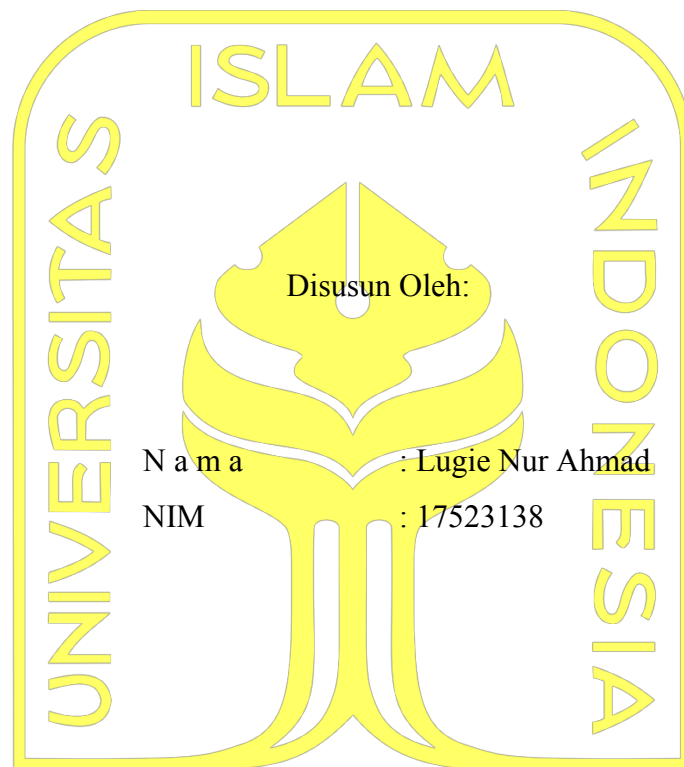 UNIVERSITAS
ISLAM
INDONESIA
Disusun Oleh:
N a m a : Lugie Nur Ahmad
NIM : 17523138